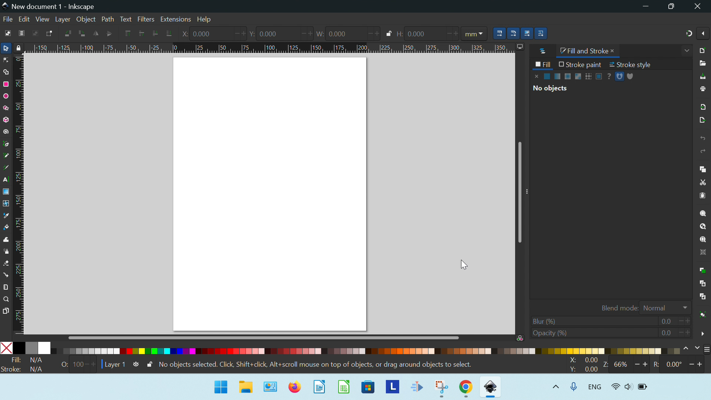 New document 1 - Inkscape
File Edit View Layer Object Path Text Filters Extensions Help
X: 0.000 Y: 0.000 W: 0.000 H: 0.000 mm
Fill and Stroke
Fill Stroke paint Stroke style
No objects
Blend mode Normal
Blur (%) 0.0
Opacity (%) 0.0
Fill: N/A
Stroke: N/A
O: 100
Layer 1
No objects selected. Click, Shift+click, Alt+scroll mouse on top of objects, or drag around objects to select.
X: 0.00
Y: 0.00
Z: 66%
R: 0.00°
ENG